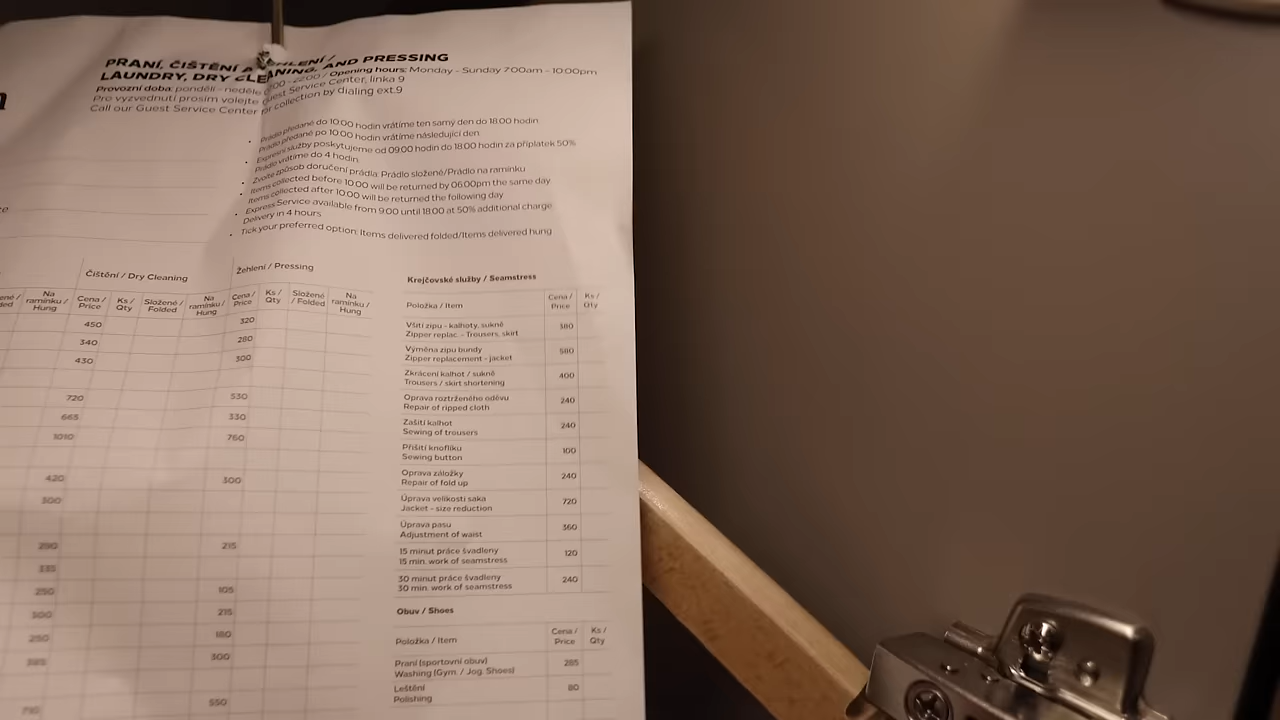 PRANÍ, ČIŠTĚNÍ A ŽEHLENÍ /
LAUNDRY, DRY CLEANING, AND PRESSING
Provozní doba: pondělí - neděle 7:00 - 22:00 / Opening hours: Monday - Sunday 7:00am - 10:00pm
Pro vyzvednutí prosím volejte Guest Service Center, linka 9
Call our Guest Service Center for collection by dialing ext.9
• Prádlo předané do 10:00 hodin vrátíme ten samý den do 18:00 hodin
Prádlo předané po 10:00 hodin vrátíme následující den
• Expresní služby poskytujeme od 09:00 hodin do 18:00 hodin za příplatek 50%
Prádlo vrátíme do 4 hodin
• Zvolte způsob doručení prádla: Prádlo složené/Prádlo na ramínku
• Items collected before 10:00 will be returned by 06:00pm the same day
Items collected after 10:00 will be returned the following day
• Express Service available from 9:00 until 18:00 at 50% additional charge
Delivery in 4 hours
• Tick your preferred option: Items delivered folded/Items delivered hung
Čištění / Dry Cleaning
Na ramínku / Hung
Cena / Price
Ks / Qty
Složené / Folded
Na ramínku / Hung
450
340
430
720
665
1010
420
300
290
250
300
250
Žehlení / Pressing
Cena / Price
Ks / Qty
Složené / Folded
Na ramínku / Hung
320
280
300
530
330
760
300
215
105
215
180
300
550
Krejčovské služby / Seamstress
Položka / Item Cena / Price Ks / Qty
Všití zipu - kalhoty, sukně
Zipper replac. - Trousers, skirt 380
Výměna zipu bundy
Zipper replacement - jacket 580
Zkrácení kalhot / sukně
Trousers / skirt shortening 400
Oprava roztrženého oděvu
Repair of ripped cloth 240
Zašití kalhot
Sewing of trousers 240
Přišití knoflíku
Sewing button 100
Oprava záložky
Repair of fold up 240
Úprava velikosti saka
Jacket - size reduction 720
Úprava pasu
Adjustment of waist 360
15 minut práce švadleny
15 min. work of seamstress 120
30 minut práce švadleny
30 min. work of seamstress 240
Obuv / Shoes
Položka / Item Cena / Price Ks / Qty
Praní (sportovní obuv)
Washing (Gym. / Jog. Shoes) 285
Leštění
Polishing 80